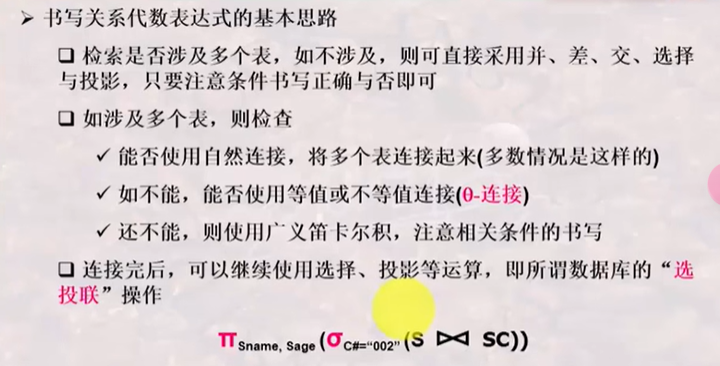 ➢ 书写关系代数表达式的基本思路
❑ 检索是否涉及多个表，如不涉及，则可直接采用并、差、交、选择
与投影，只要注意条件书写正确与否即可
❑ 如涉及多个表，则检查
✓ 能否使用自然连接，将多个表连接起来(多数情况是这样的)
✓ 如不能，能否使用等值或不等值连接(θ-连接)
✓ 还不能，则使用广义笛卡尔积，注意相关条件的书写
❑ 连接完后，可以继续使用选择、投影等运算，即所谓数据库的“选
投联”操作
π Sname, Sage (σ C#=“002” (S ⋈ SC))